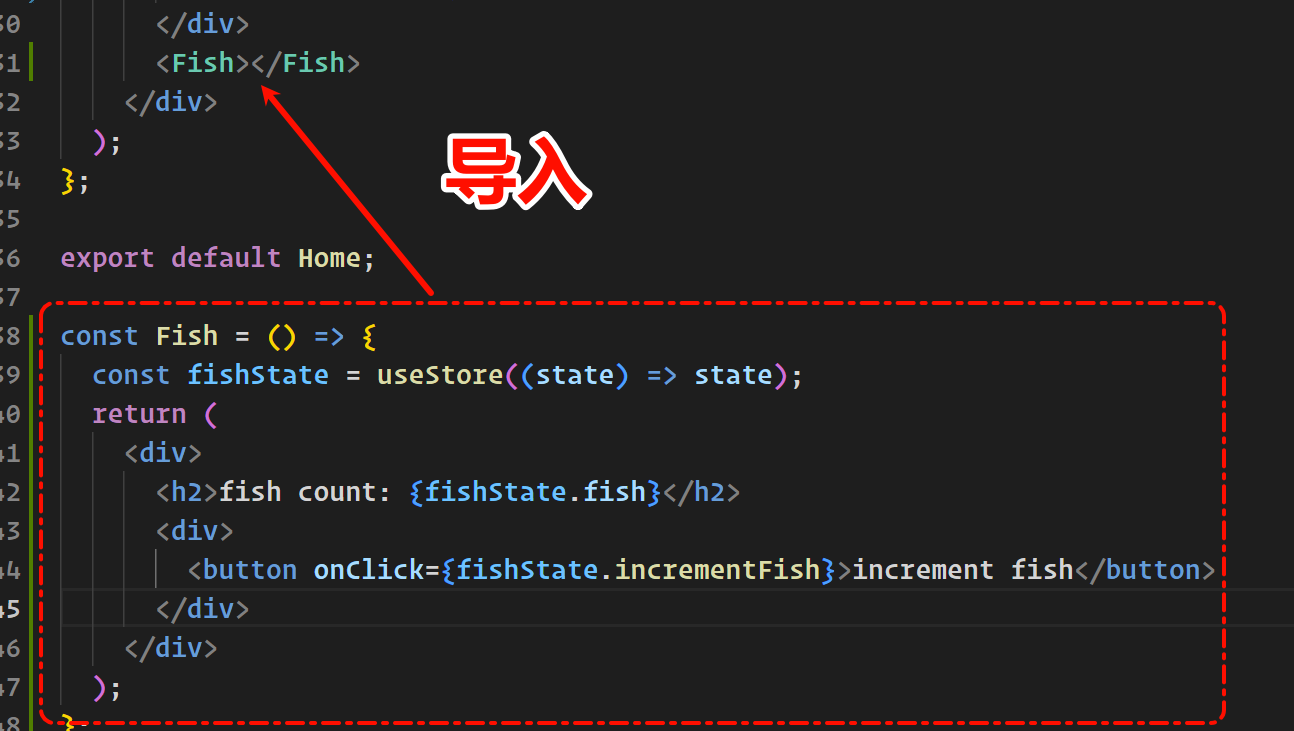 30 </div>
31 <Fish></Fish>
32 </div>
33 );
34 };
35
导入
36 export default Home;
37
38 const Fish = () => {
39 const fishState = useStore((state) => state);
40 return (
41 <div>
42 <h2>fish count: {fishState.fish}</h2>
43 <div>
44 <button onClick={fishState.incrementFish}>increment fish</button>
45 </div>
46 </div>
47 );
48 };